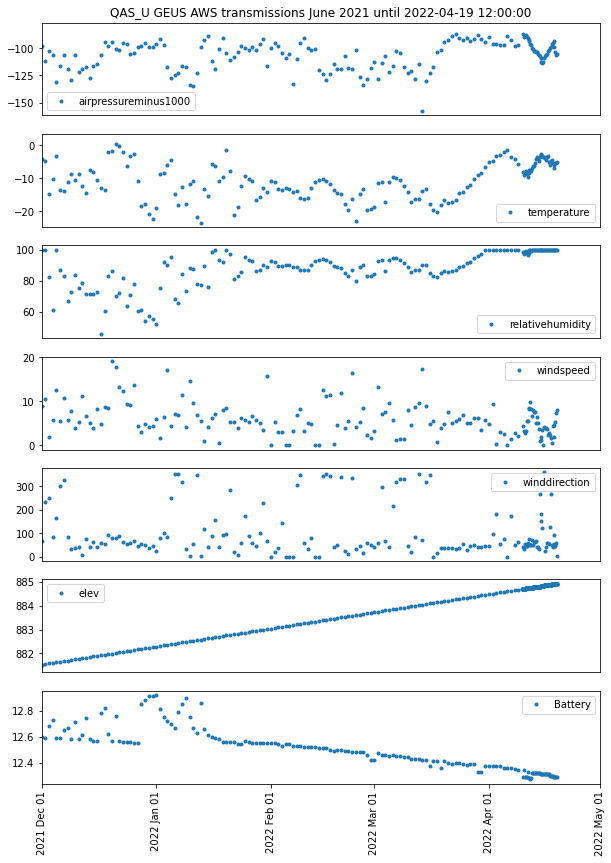 QAS_U GEUS AWS transmissions June 2021 until 2022-04-19 12:00:00
−100
−125
−150
airpressureminus1000
0
−10
−20
temperature
100
80
60
relativehumidity
20
10
0
windspeed
300
200
100
0
winddirection
885
884
883
882
elev
12.8
12.6
12.4
Battery
2021 Dec 01
2022 Jan 01
2022 Feb 01
2022 Mar 01
2022 Apr 01
2022 May 01